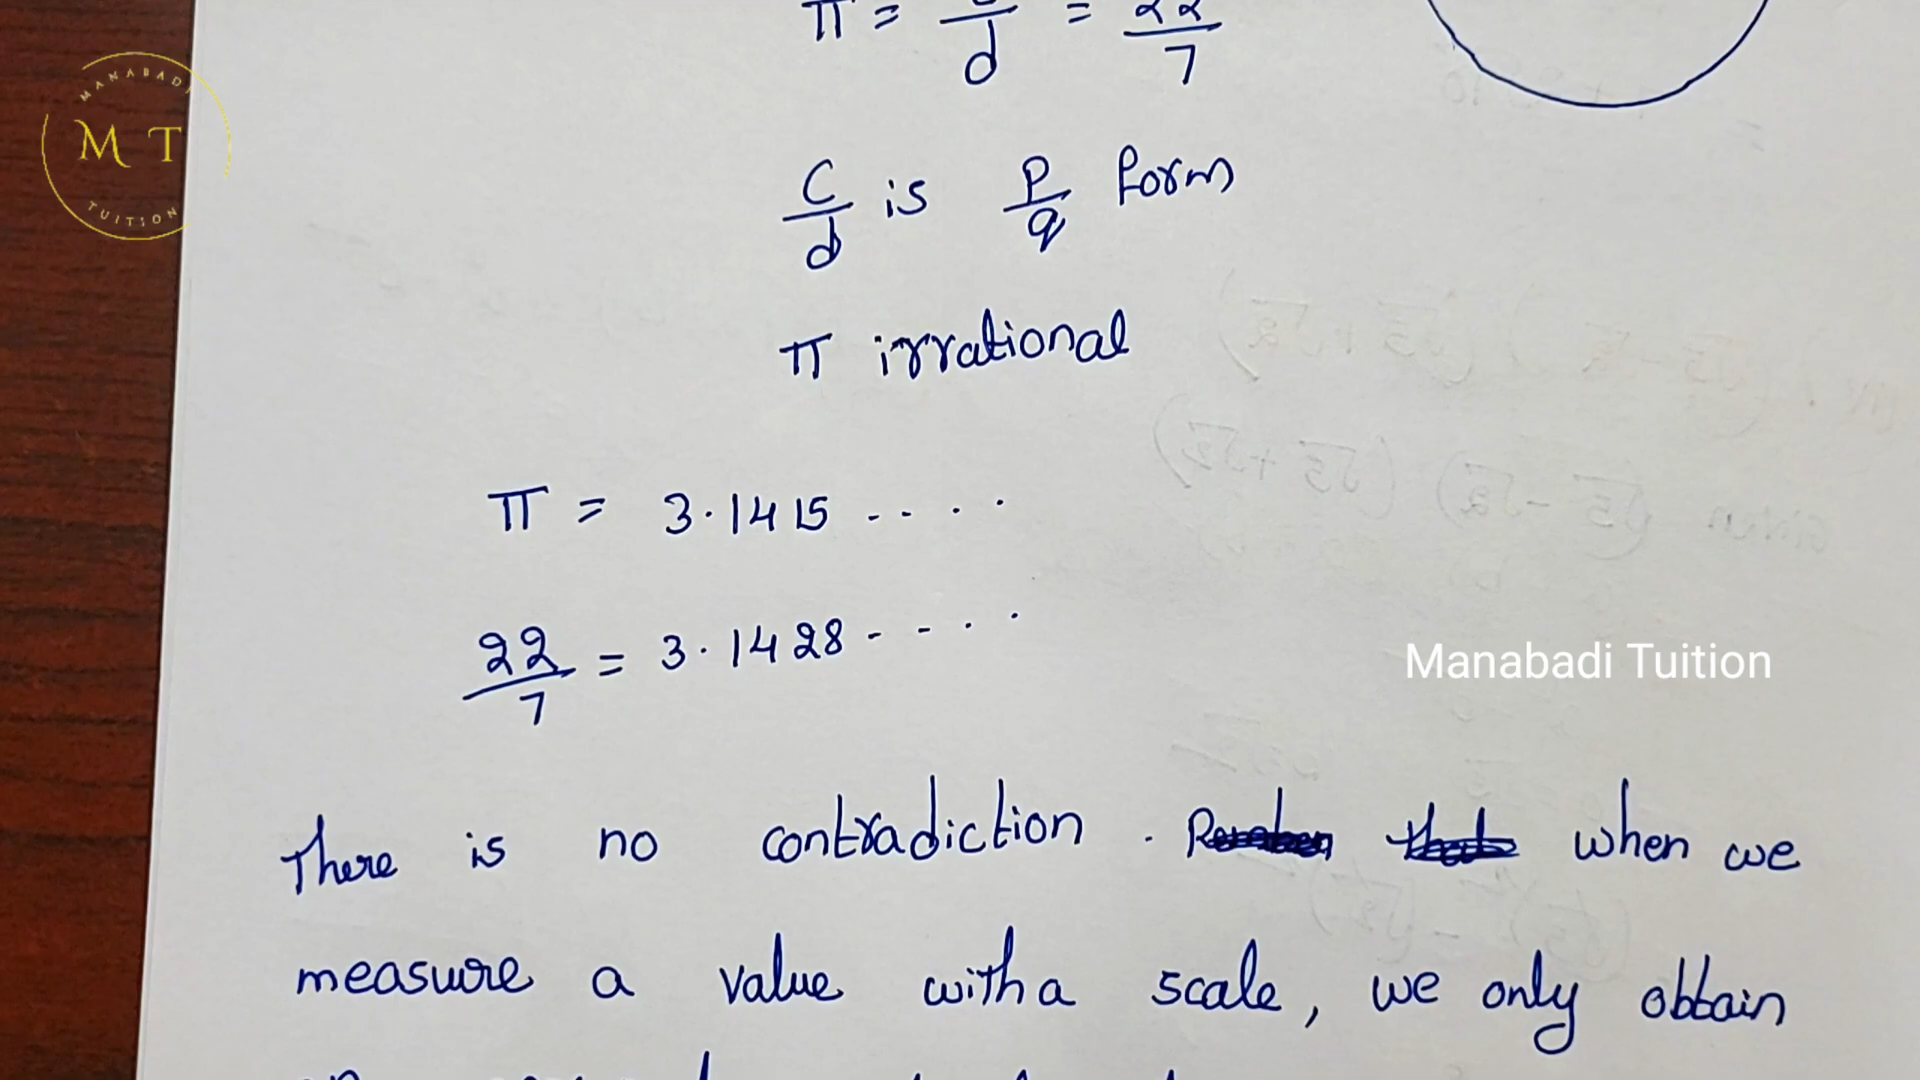 π = c/d = 22/7
MANABADI
MT
TUITION
C/d is P/q form
π irrational
π = 3.1415 - - . .
22/7 = 3.1428 - - . .
Manabadi Tuition
There is no contradiction . when we
measure a value with a scale, we only obtain